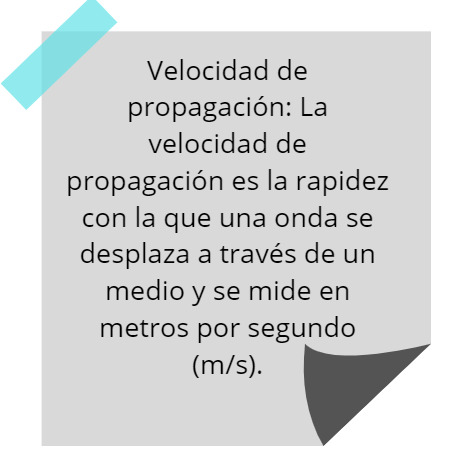 Velocidad de
propagación: La
velocidad de
propagación es la rapidez
con la que una onda se
desplaza a través de un
medio y se mide en
metros por segundo
(m/s).